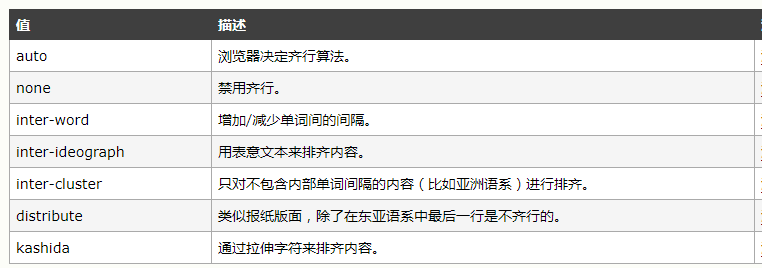 值 描述
auto 浏览器决定齐行算法。
none 禁用齐行。
inter-word 增加/减少单词间的间隔。
inter-ideograph 用表意文本来排齐内容。
inter-cluster 只对不包含内部单词间隔的内容（比如亚洲语系）进行排齐。
distribute 类似报纸版面，除了在东亚语系中最后一行是不齐行的。
kashida 通过拉伸字符来排齐内容。